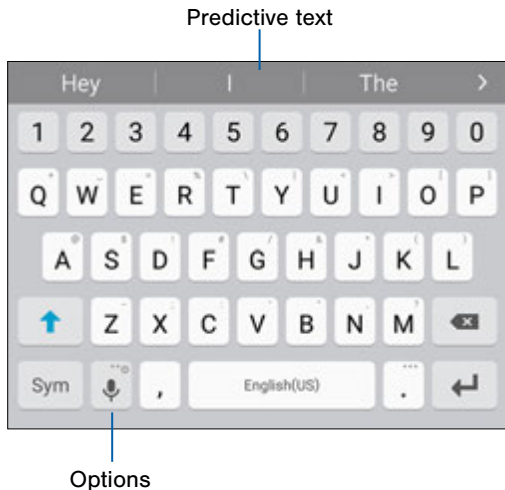 Predictive text
Hey I The >
1 2 3 4 5 6 7 8 9 0
Q W E R T Y U I O P
A S D F G H J K L
Z X C V B N M
Sym , English(US) .
Options